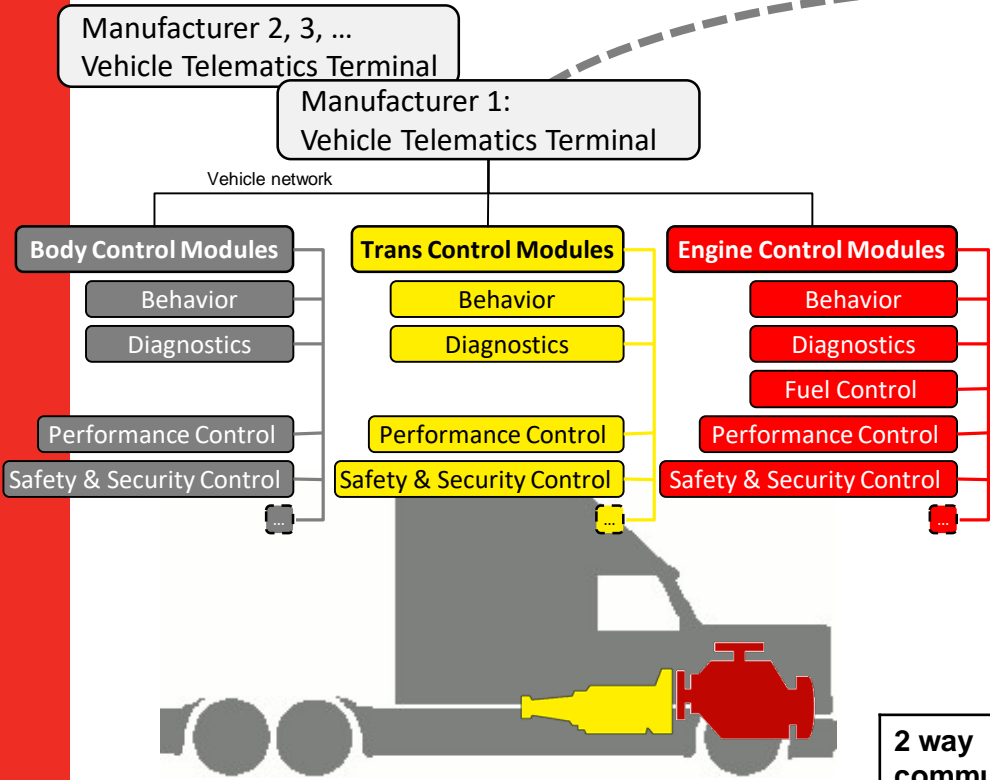 Manufacturer 2, 3, …
Vehicle Telematics Terminal
Manufacturer 1:
Vehicle Telematics Terminal
Vehicle network
Body Control Modules
Behavior
Diagnostics
Performance Control
Safety & Security Control
...
Trans Control Modules
Behavior
Diagnostics
Performance Control
Safety & Security Control
...
Engine Control Modules
Behavior
Diagnostics
Fuel Control
Performance Control
Safety & Security Control
...
2 way